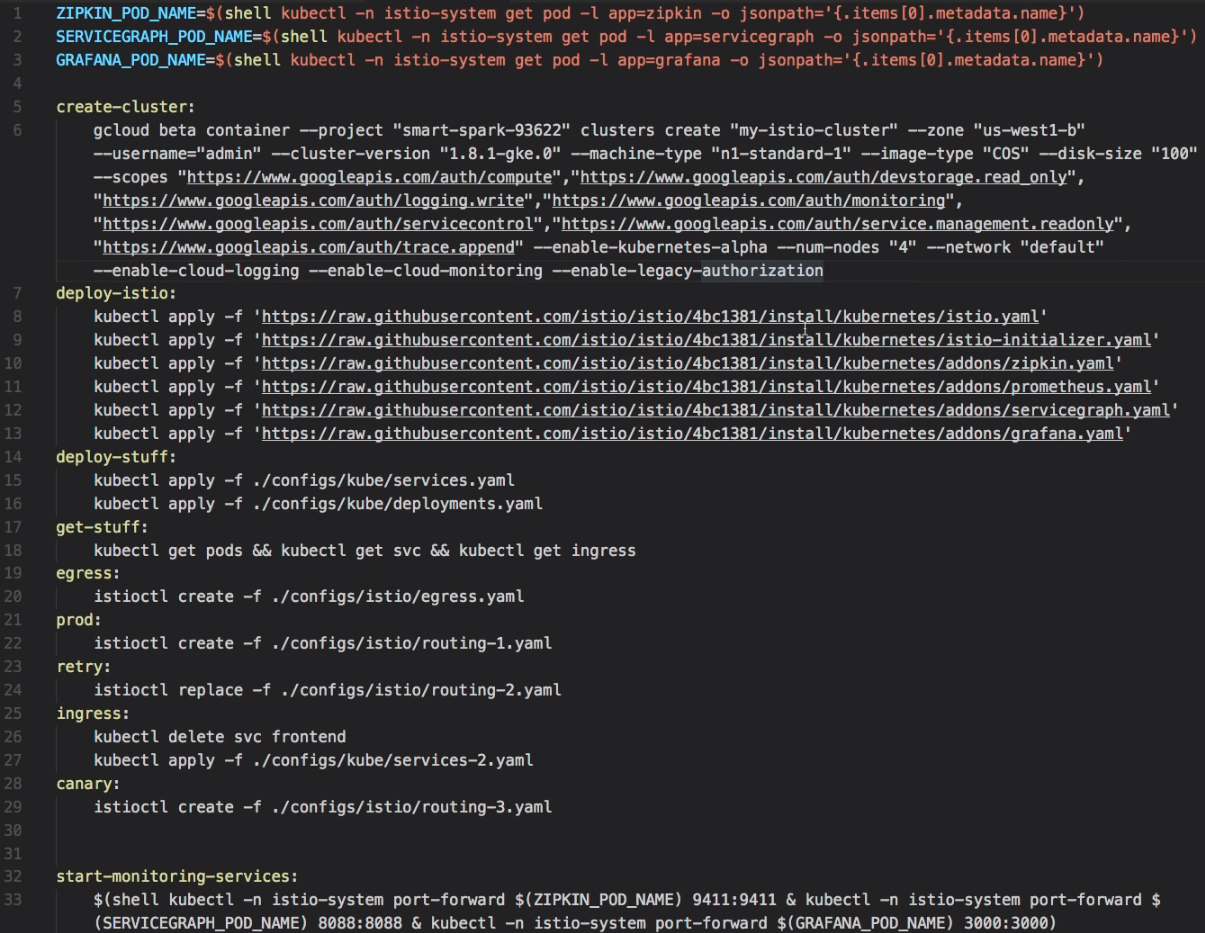 1 ZIPKIN_POD_NAME=$(shell kubectl -n istio-system get pod -l app=zipkin -o jsonpath='{.items[0].metadata.name}')
2 SERVICEGRAPH_POD_NAME=$(shell kubectl -n istio-system get pod -l app=servicegraph -o jsonpath='{.items[0].metadata.name}')
3 GRAFANA_POD_NAME=$(shell kubectl -n istio-system get pod -l app=grafana -o jsonpath='{.items[0].metadata.name}')
4
5 create-cluster:
6 gcloud beta container --project "smart-spark-93622" clusters create "my-istio-cluster" --zone "us-west1-b"
--username="admin" --cluster-version "1.8.1-gke.0" --machine-type "n1-standard-1" --image-type "COS" --disk-size "100"
--scopes "https://www.googleapis.com/auth/compute","https://www.googleapis.com/auth/devstorage.read_only",
"https://www.googleapis.com/auth/logging.write","https://www.googleapis.com/auth/monitoring",
"https://www.googleapis.com/auth/servicecontrol","https://www.googleapis.com/auth/service.management.readonly",
"https://www.googleapis.com/auth/trace.append" --enable-kubernetes-alpha --num-nodes "4" --network "default"
--enable-cloud-logging --enable-cloud-monitoring --enable-legacy-authorization
7 deploy-istio:
8 kubectl apply -f 'https://raw.githubusercontent.com/istio/istio/4bc1381/install/kubernetes/istio.yaml'
9 kubectl apply -f 'https://raw.githubusercontent.com/istio/istio/4bc1381/install/kubernetes/istio-initializer.yaml'
10 kubectl apply -f 'https://raw.githubusercontent.com/istio/istio/4bc1381/install/kubernetes/addons/zipkin.yaml'
11 kubectl apply -f 'https://raw.githubusercontent.com/istio/istio/4bc1381/install/kubernetes/addons/prometheus.yaml'
12 kubectl apply -f 'https://raw.githubusercontent.com/istio/istio/4bc1381/install/kubernetes/addons/servicegraph.yaml'
13 kubectl apply -f 'https://raw.githubusercontent.com/istio/istio/4bc1381/install/kubernetes/addons/grafana.yaml'
14 deploy-stuff:
15 kubectl apply -f ./configs/kube/services.yaml
16 kubectl apply -f ./configs/kube/deployments.yaml
17 get-stuff:
18 kubectl get pods && kubectl get svc && kubectl get ingress
19 egress:
20 istioctl create -f ./configs/istio/egress.yaml
21 prod:
22 istioctl create -f ./configs/istio/routing-1.yaml
23 retry:
24 istioctl replace -f ./configs/istio/routing-2.yaml
25 ingress:
26 kubectl delete svc frontend
27 kubectl apply -f ./configs/kube/services-2.yaml
28 canary:
29 istioctl create -f ./configs/istio/routing-3.yaml
30
31
32 start-monitoring-services:
33 $(shell kubectl -n istio-system port-forward $(ZIPKIN_POD_NAME) 9411:9411 & kubectl -n istio-system port-forward $
(SERVICEGRAPH_POD_NAME) 8088:8088 & kubectl -n istio-system port-forward $(GRAFANA_POD_NAME) 3000:3000)